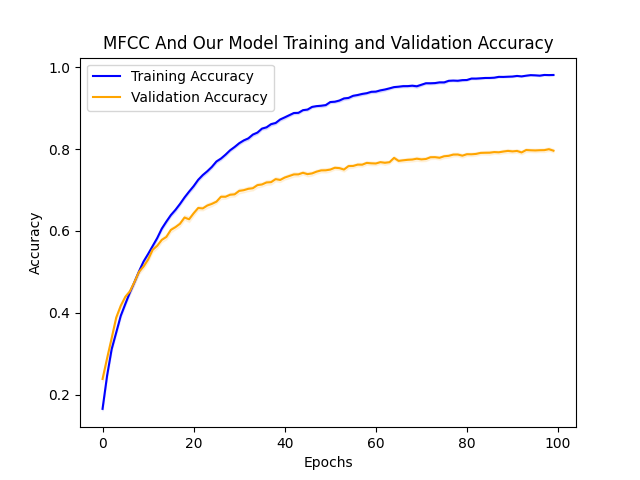 MFCC And Our Model Training and Validation Accuracy
Training Accuracy
Validation Accuracy
1.0
0.8
0.6
0.4
0.2
Accuracy
0 20 40 60 80 100
Epochs